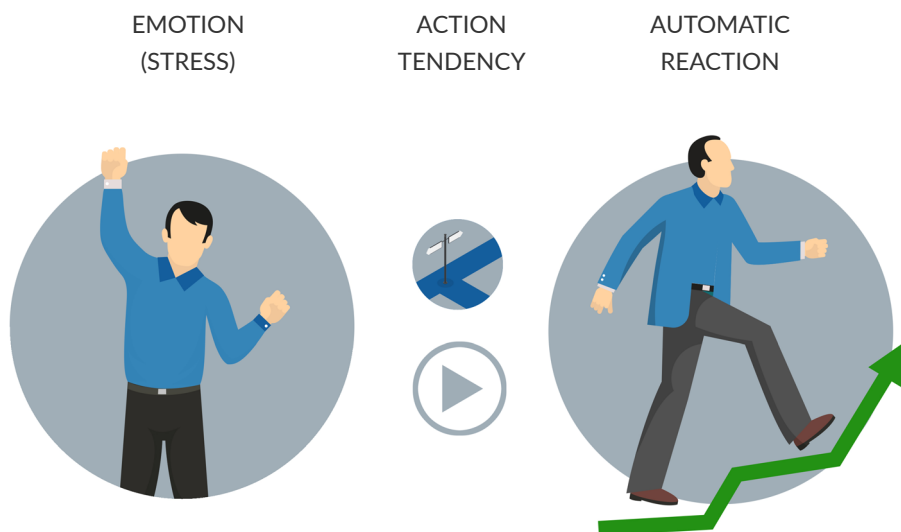 EMOTION
(STRESS)
ACTION
TENDENCY
AUTOMATIC
REACTION